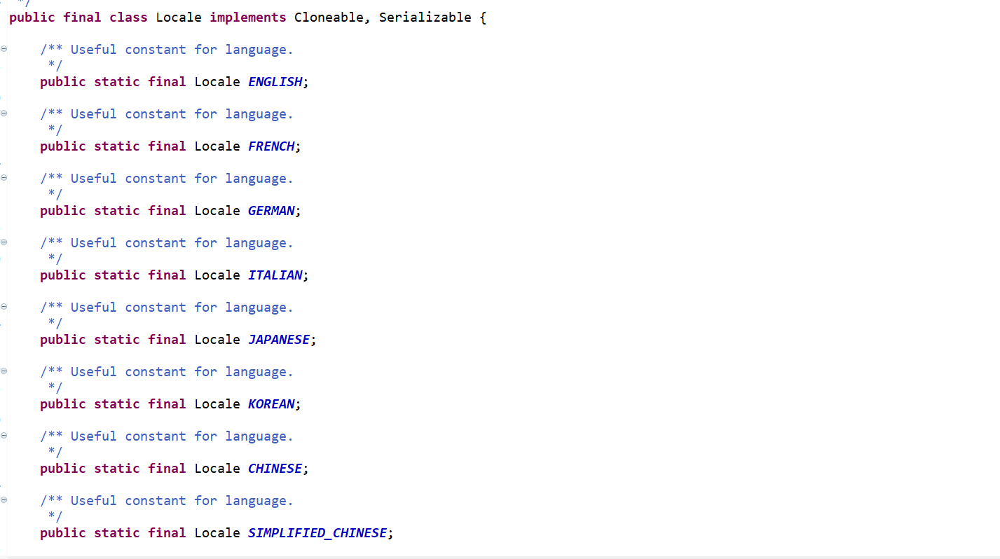 */
public final class Locale implements Cloneable, Serializable {
/** Useful constant for language.
*/
public static final Locale ENGLISH;
/** Useful constant for language.
*/
public static final Locale FRENCH;
/** Useful constant for language.
*/
public static final Locale GERMAN;
/** Useful constant for language.
*/
public static final Locale ITALIAN;
/** Useful constant for language.
*/
public static final Locale JAPANESE;
/** Useful constant for language.
*/
public static final Locale KOREAN;
/** Useful constant for language.
*/
public static final Locale CHINESE;
/** Useful constant for language.
*/
public static final Locale SIMPLIFIED_CHINESE;